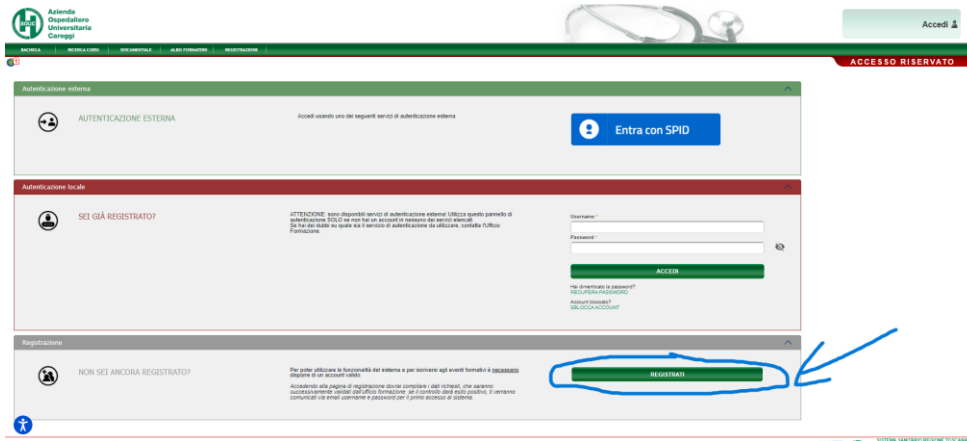 AOUC
Azienda
Ospedaliero
Universitaria
Careggi
Accedi
BACHECA
RICERCA CORSI
DOCUMENTALE
ALBO FORMATORI
REGISTRAZIONE
ACCESSO RISERVATO
Autenticazione esterna
AUTENTICAZIONE ESTERNA
Accedi usando uno dei seguenti servizi di autenticazione esterna
Entra con SPID
Autenticazione locale
SEI GIÀ REGISTRATO?
ATTENZIONE: sono disponibili servizi di autenticazione esterna! Utilizza questo pannello di
autenticazione SOLO se non hai un account in nessuno dei servizi elencati.
Se hai dei dubbi su quale sia il servizio di autenticazione da utilizzare, contatta l'Ufficio
Formazione.
Username *
Password *
ACCEDI
Hai dimenticato la password?
RECUPERA PASSWORD
Account bloccato?
SBLOCCA ACCOUNT
Registrazione
NON SEI ANCORA REGISTRATO?
Per poter utilizzare le funzionalità del sistema e per iscriversi agli eventi formativi è necessario
disporre di un account valido.
Accedendo alla pagina di registrazione dovrai compilare i dati richiesti, che saranno
successivamente validati dall'ufficio formazione: se il controllo darà esito positivo, ti verranno
comunicati via email username e password per il primo accesso al sistema.
REGISTRATI
SISTEMA SANITARIO REGIONE TOSCANA